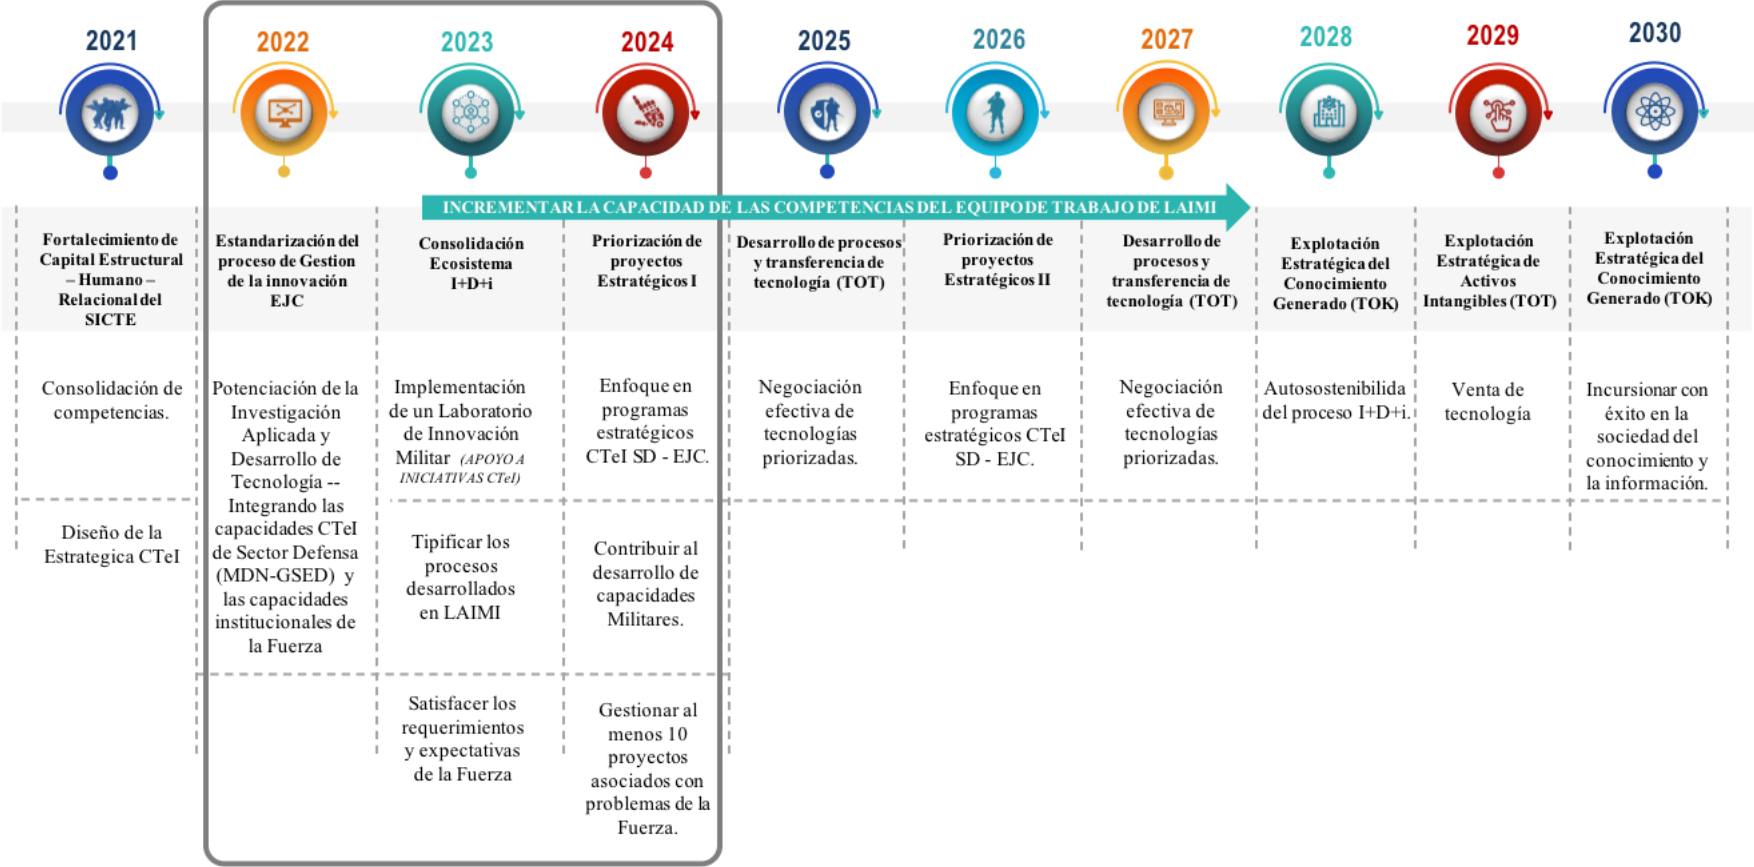 2021
2022
2023
2024
2025
2026
2027
2028
2029
2030
INCREMENTAR LA CAPACIDAD DE LAS COMPETENCIAS DEL EQUIPO DE TRABAJO DE LAIMI
Fortalecimiento de
Capital Estructural
– Humano –
Relacional del
SICTE
Consolidación de
competencias.
Diseño de la
Estrategica CTeI
Estandarización del
proceso de Gestion
de la innovación
EJC
Potenciación de la
Investigación
Aplicada y
Desarrollo de
Tecnología --
Integrando las
capacidades CTeI
de Sector Defensa
(MDN-GSED) y
las capacidades
institucionales de
la Fuerza
Consolidación
Ecosistema
I+D+i
Implementación
de un Laboratorio
de Innovación
Militar (APOYO A
INICIATIVAS CTeI)
Tipificar los
procesos
desarrollados
en LAIMI
Satisfacer los
requerimientos
y expectativas
de la Fuerza
Priorización de
proyectos
Estratégicos I
Enfoque en
programas
estratégicos
CTeI SD - EJC.
Contribuir al
desarrollo de
capacidades
Militares.
Gestionar al
menos 10
proyectos
asociados con
problemas de la
Fuerza.
Desarrollo de procesos
y transferencia de
tecnología (TOT)
Negociación
efectiva de
tecnologías
priorizadas.
Priorización de
proyectos
Estratégicos II
Enfoque en
programas
estratégicos CTeI
SD - EJC.
Desarrollo de
procesos y
transferencia de
tecnología (TOT)
Negociación
efectiva de
tecnologías
priorizadas.
Explotación
Estratégica del
Conocimiento
Generado (TOK)
Autosostenibilida
del proceso I+D+i.
Explotación
Estratégica de
Activos
Intangibles (TOT)
Venta de
tecnología
Explotación
Estratégica del
Conocimiento
Generado (TOK)
Incursionar con
éxito en la
sociedad del
conocimiento y
la información.